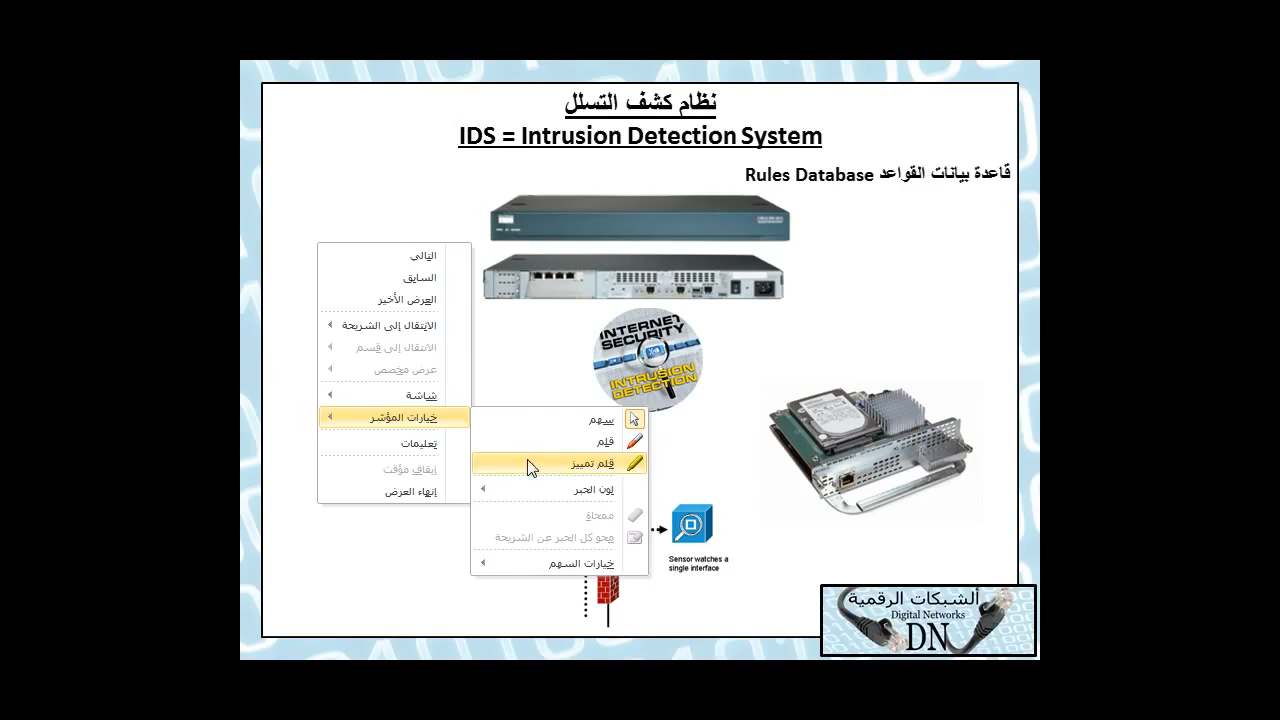 نظام كشف التسلل
IDS = Intrusion Detection System
قاعدة بيانات القواعد Rules Database
INTERNET
SECURITY
INTRUSION
DETECTION
التالي
السابق
العرض الأخير
الانتقال إلى الشريحة
الانتقال إلى قسم
عرض مخصص
شاشة
خيارات المؤشر
تعليمات
إيقاف مؤقت
إنهاء العرض
سهم
قلم
قلم تمييز
لون الحبر
ممحاة
محو كل الحبر عن الشريحة
خيارات السهم
Sensor watches a
single interface
ألشبكات الرقمية
Digital Networks
DN